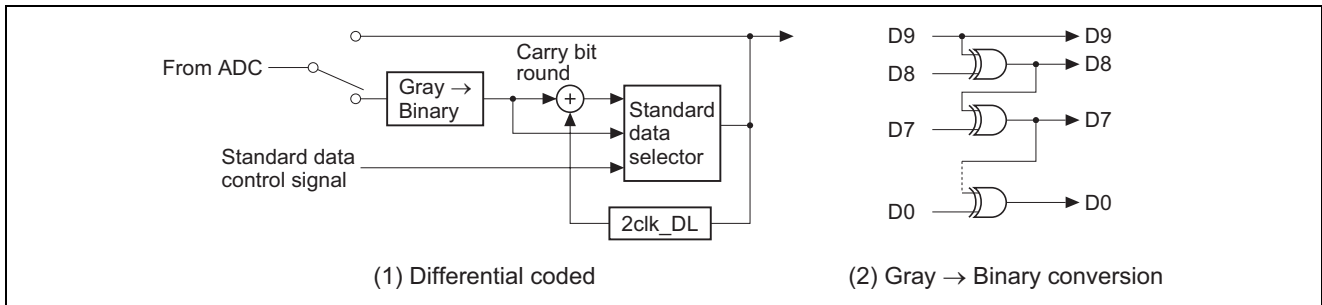 From ADC
Carry bit
round
Gray →
Binary
+
Standard
data
selector
Standard data
control signal
2clk_DL
(1) Differential coded
D9
D9
D8
D8
D7
D7
D0
D0
(2) Gray → Binary conversion